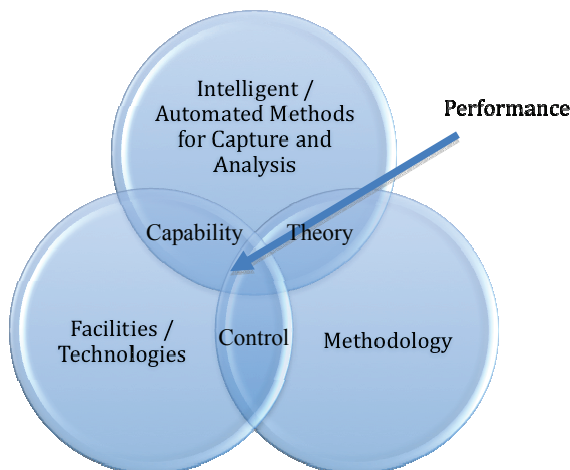 Intelligent /
Automated Methods
for Capture and
Analysis
Performance
Capability
Theory
Facilities /
Technologies
Control
Methodology